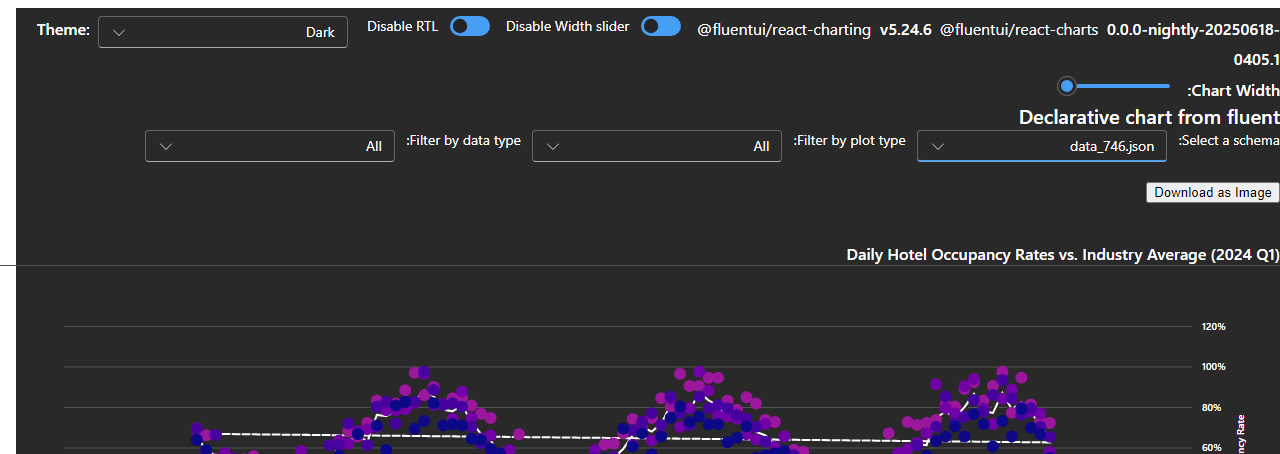 Theme: Dark Disable RTL Disable Width slider @fluentui/react-charting v5.24.6 @fluentui/react-charts 0.0.0-nightly-20250618-
0405.1
:Chart Width
Declarative chart from fluent
:Select a schema data_746.json :Filter by plot type All :Filter by data type All
Download as Image
Daily Hotel Occupancy Rates vs. Industry Average (2024 Q1)
120%
100%
80%
60%
Rate